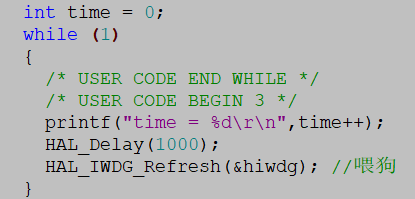 int time = 0;
while (1)
{
/* USER CODE END WHILE */
/* USER CODE BEGIN 3 */
printf("time = %d\r\n",time++);
HAL_Delay(1000);
HAL_IWDG_Refresh(&hiwdg); //喂狗
}